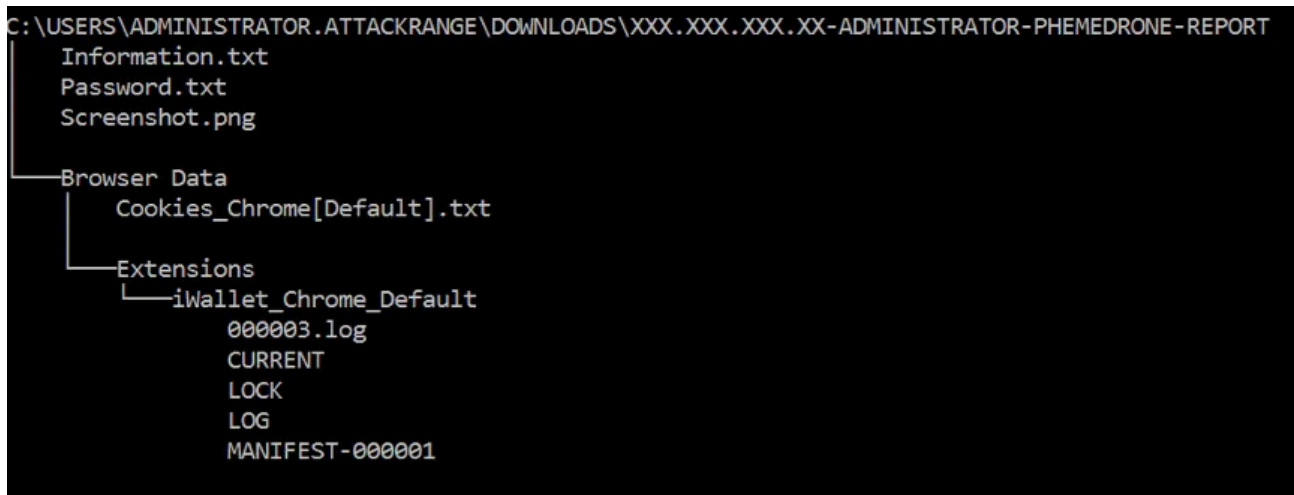 C:\USERS\ADMINISTRATOR.ATTACKRANGE\DOWNLOADS\XXX.XXX.XXX.XX-ADMINISTRATOR-PHEMEDRONE-REPORT
Information.txt
Password.txt
Screenshot.png
Browser Data
Cookies_Chrome[Default].txt
Extensions
iWallet_Chrome_Default
000003.log
CURRENT
LOCK
LOG
MANIFEST-000001